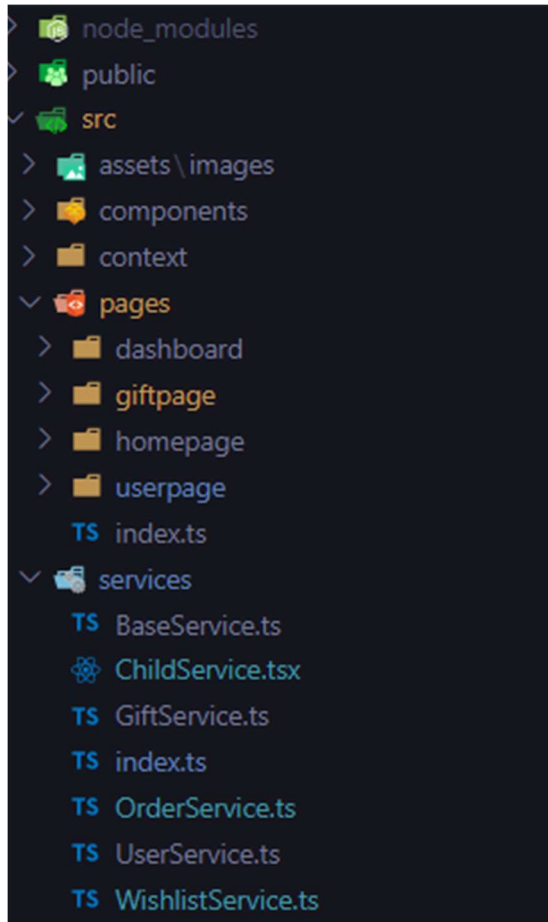 node_modules
public
src
assets\images
components
context
pages
dashboard
giftpage
homepage
userpage
TS index.ts
services
TS BaseService.ts
ChildService.tsx
TS GiftService.ts
TS index.ts
TS OrderService.ts
TS UserService.ts
TS WishlistService.ts